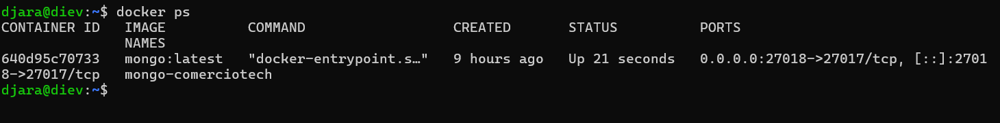 djara@diev:~$ docker ps
CONTAINER ID   IMAGE          COMMAND                  CREATED       STATUS          PORTS
               NAMES
640d95c70733   mongo:latest   "docker-entrypoint.s…"   9 hours ago   Up 21 seconds   0.0.0.0:27018->27017/tcp, [::]:2701
8->27017/tcp   mongo-comerciotech
djara@diev:~$